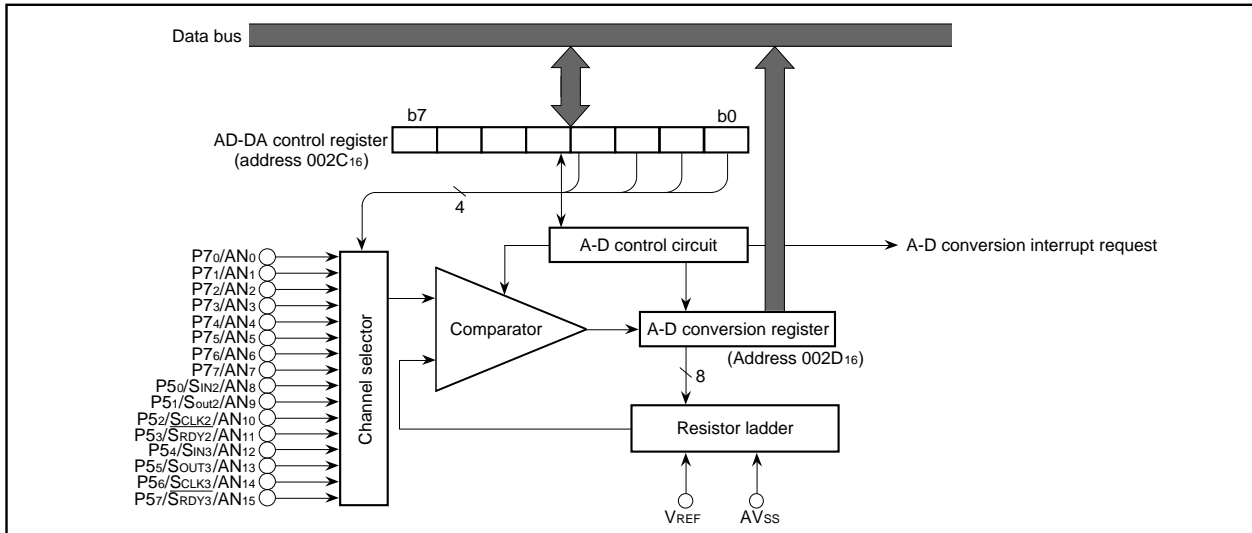 Data bus
b7 b0
AD-DA control register
(address 002C16)
4
A-D control circuit
A-D conversion interrupt request
P70/AN0
P71/AN1
P72/AN2
P73/AN3
P74/AN4
P75/AN5
P76/AN6
P77/AN7
P50/SIN2/AN8
P51/Sout2/AN9
P52/SCLK2/AN10
P53/SRDY2/AN11
P54/SIN3/AN12
P55/SOUT3/AN13
P56/SCLK3/AN14
P57/SRDY3/AN15
Channel selector
Comparator
A-D conversion register
(Address 002D16)
8
Resistor ladder
VREF AVSS